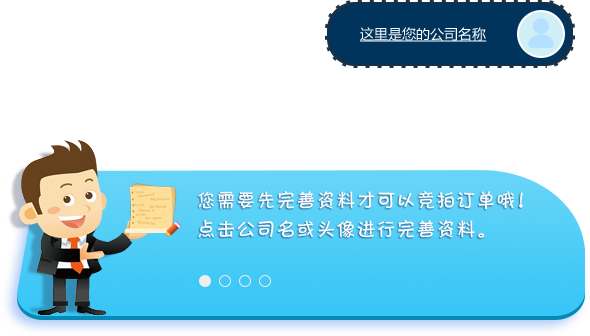 这里是您的公司名称
您需要先完善资料才可以竞拍订单哦！
点击公司名或头像进行完善资料。